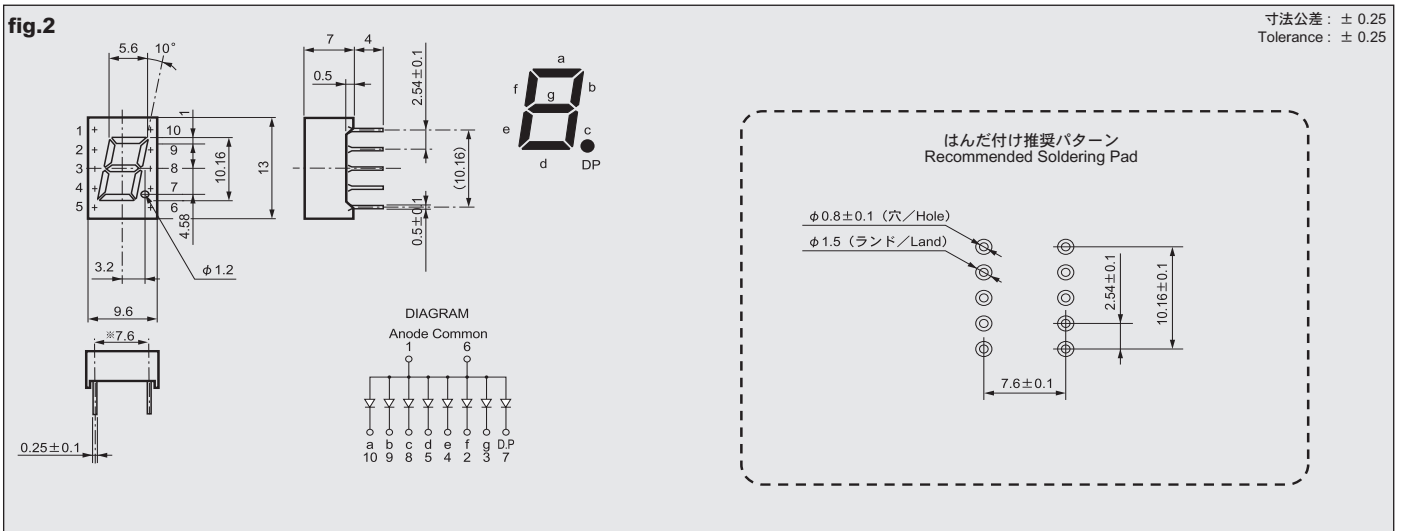 fig.2
寸法公差 : ± 0.25
Tolerance : ± 0.25
5.6 10°
1
1 10
2 9
3 8
4 7
5 6
10.16
13
4.58
3.2
φ1.2
9.6
7 4
0.5
2.54±0.1
(10.16)
0.5±0.1
a
f b
g
e c
d DP
※7.6
0.25±0.1
DIAGRAM
Anode Common
1 6
a b c d e f g D.P
10 9 8 5 4 2 3 7
はんだ付け推奨パターン
Recommended Soldering Pad
φ0.8±0.1（穴／Hole）
φ1.5（ランド／Land）
2.54±0.1
10.16±0.1
7.6±0.1